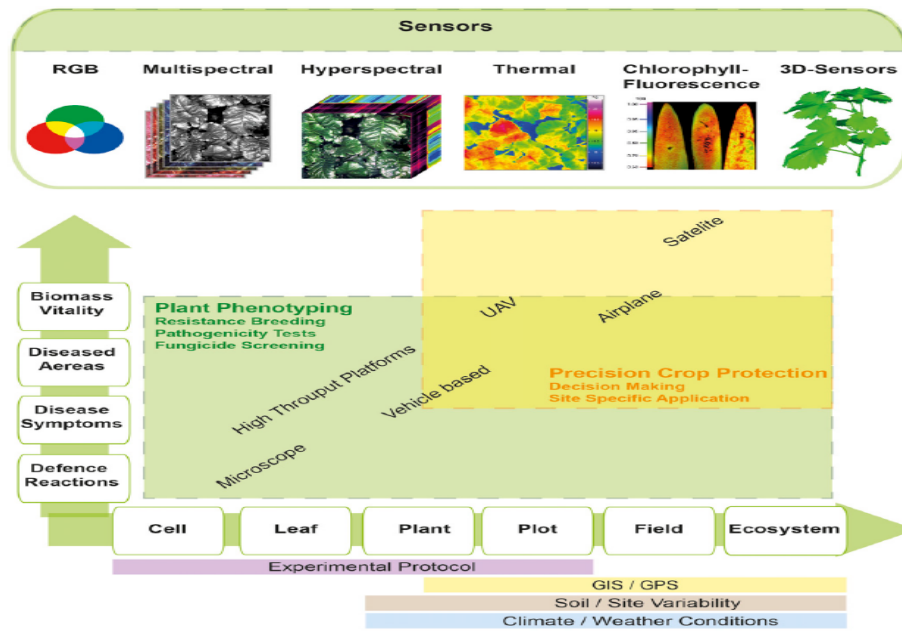 Sensors
RGB
Multispectral
Hyperspectral
Thermal
Chlorophyll-
Fluorescence
3D-Sensors
Satelite
UAV
Airplane
Biomass
Vitality
Plant Phenotyping
Resistance Breeding
Pathogenicity Tests
Fungicide Screening
Diseased
Aereas
High Throuput Platforms
Vehicle based
Precision Crop Protection
Decision Making
Site Specific Application
Disease
Symptoms
Microscope
Defence
Reactions
Cell
Leaf
Plant
Plot
Field
Ecosystem
Experimental Protocol
GIS / GPS
Soil / Site Variability
Climate / Weather Conditions